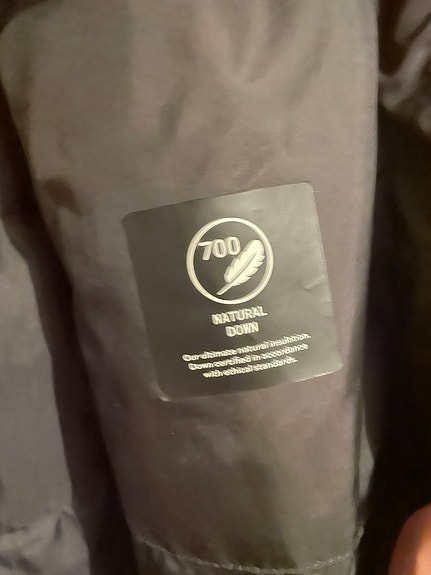 700
NATURAL
DOWN
Our ultimate natural insulation.
Down certified in accordance
with ethical standards.